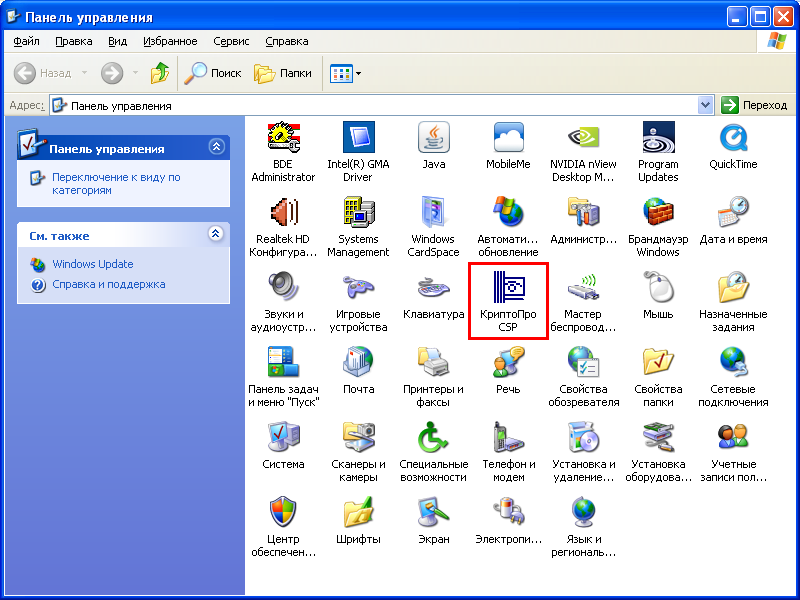 Панель управления
Файл Правка Вид Избранное Сервис Справка
Назад Поиск Папки
Адрес: Панель управления Переход
Панель управления
Переключение к виду по
категориям
См. также
Windows Update
Справка и поддержка
BDE
Administrator
Intel(R) GMA
Driver
Java
MobileMe
NVIDIA nView
Desktop M...
Program
Updates
QuickTime
Realtek HD
Конфигура...
Systems
Management
Windows
CardSpace
Автомати...
обновление
Администр...
Брандмауэр
Windows
Дата и время
Звуки и
аудиоустр...
Игровые
устройства
Клавиатура
КриптоПро
CSP
Мастер
беспровод...
Мышь
Назначенные
задания
Панель задач
и меню "Пуск"
Почта
Принтеры и
факсы
Речь
Свойства
обозревателя
Свойства
папки
Сетевые
подключения
Система
Сканеры и
камеры
Специальные
возможности
Телефон и
модем
Установка и
удаление...
Установка
оборудова...
Учетные
записи пол...
Центр
обеспечен...
Шрифты
Экран
Электропи...
Язык и
региональ...